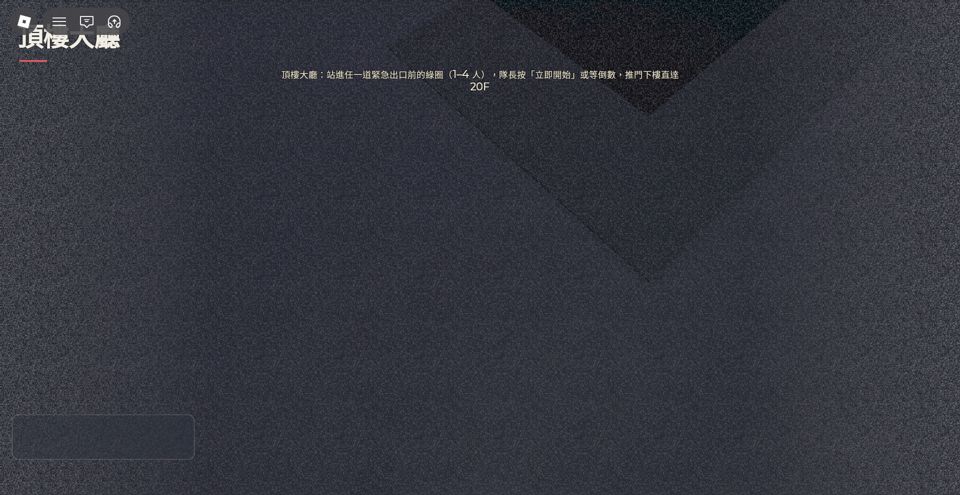 頂樓大廳
頂樓大廳：站進任一道緊急出口前的綠圈（1–4 人），隊長按「立即開始」或等倒數，推門下樓直達
20F